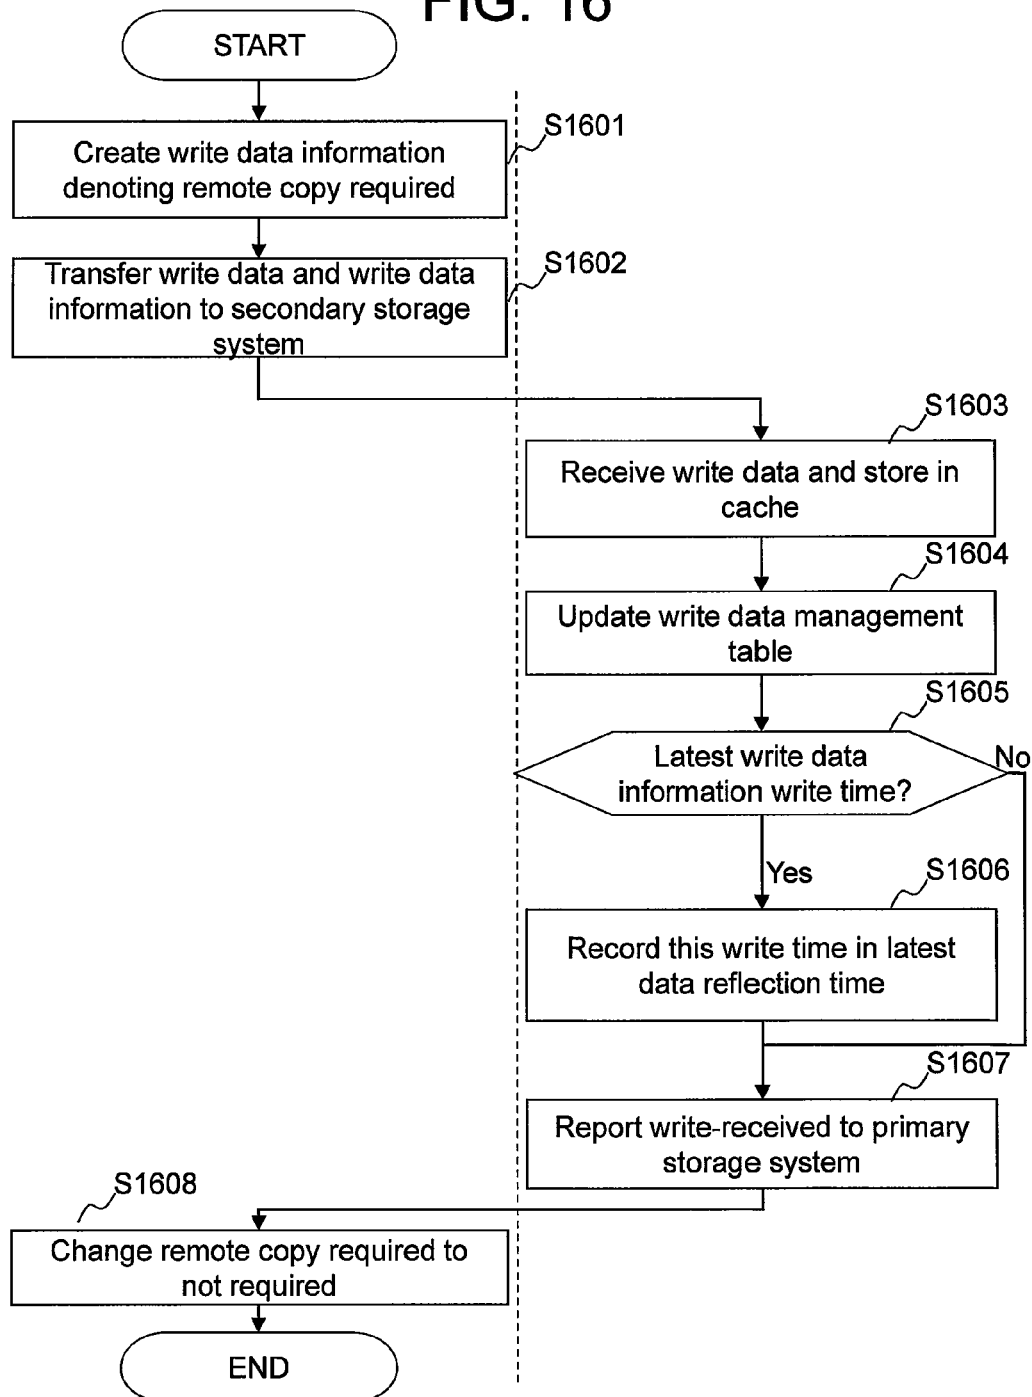 FIG. 16
START
S1601
Create write data information
denoting remote copy required
S1602
Transfer write data and write data
information to secondary storage
system
S1603
Receive write data and store in
cache
S1604
Update write data management
table
S1605
Latest write data
information write time?
No
Yes
S1606
Record this write time in latest
data reflection time
S1607
Report write-received to primary
storage system
S1608
Change remote copy required to
not required
END